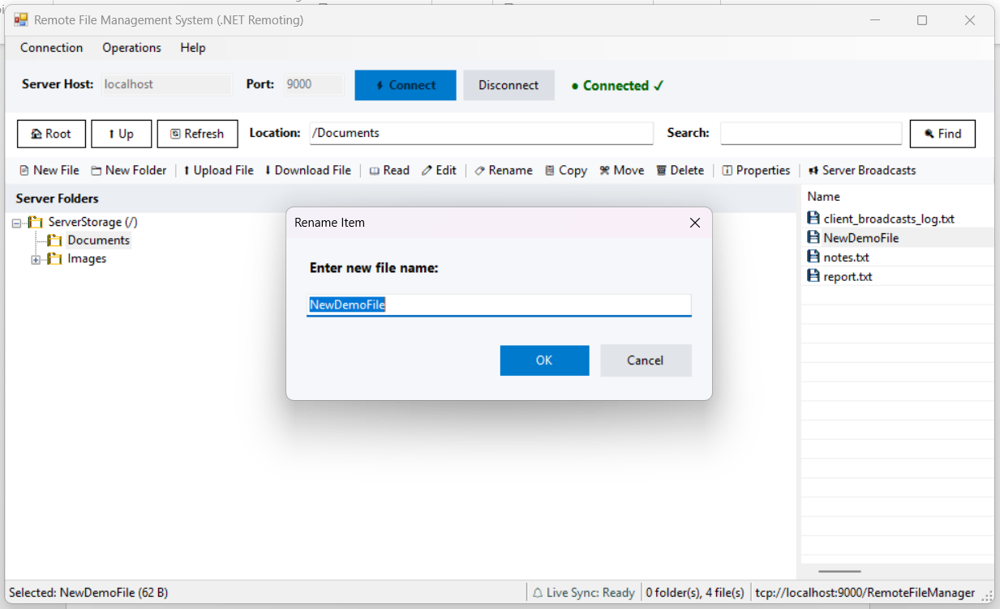 Remote File Management System (.NET Remoting)
Connection Operations Help
Server Host: localhost Port: 9000 Connect Disconnect ● Connected ✓
Root Up Refresh Location: /Documents Search: Find
New File New Folder Upload File Download File Read Edit Rename Copy Move Delete Properties Server Broadcasts
Server Folders
ServerStorage (/)
Documents
Images
Name
client_broadcasts_log.txt
NewDemoFile
notes.txt
report.txt
Rename Item
Enter new file name:
NewDemoFile
OK Cancel
Selected: NewDemoFile (62 B) Live Sync: Ready 0 folder(s), 4 file(s) tcp://localhost:9000/RemoteFileManager